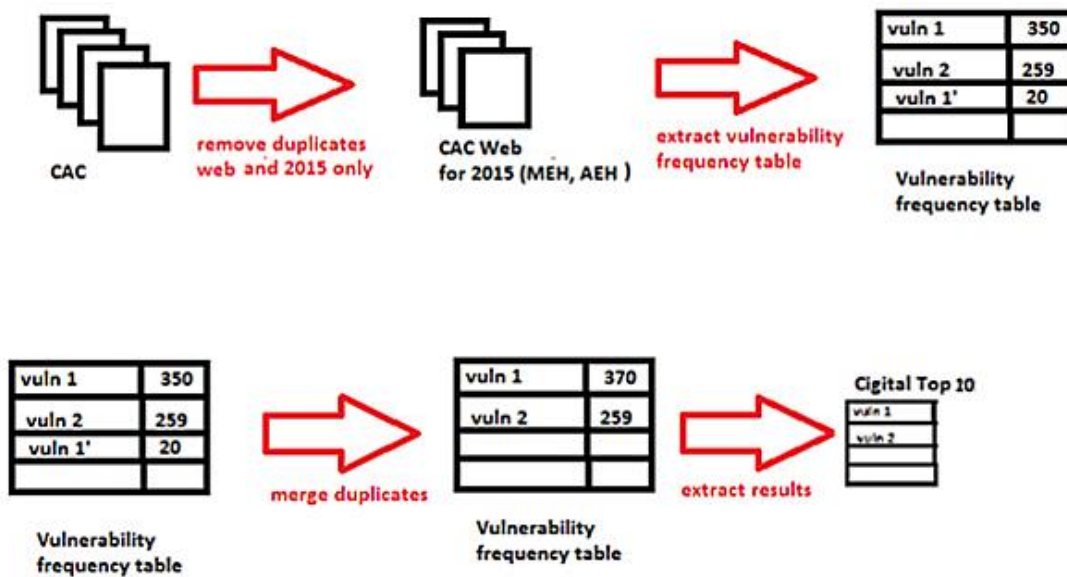 CAC
remove duplicates
web and 2015 only
CAC Web
for 2015 (MEH, AEH )
extract vulnerability
frequency table
vuln 1 350
vuln 2 259
vuln 1' 20
Vulnerability
frequency table
vuln 1 350
vuln 2 259
vuln 1' 20
Vulnerability
frequency table
merge duplicates
vuln 1 370
vuln 2 259
Vulnerability
frequency table
extract results
Cigital Top 10
vuln 1
vuln 2